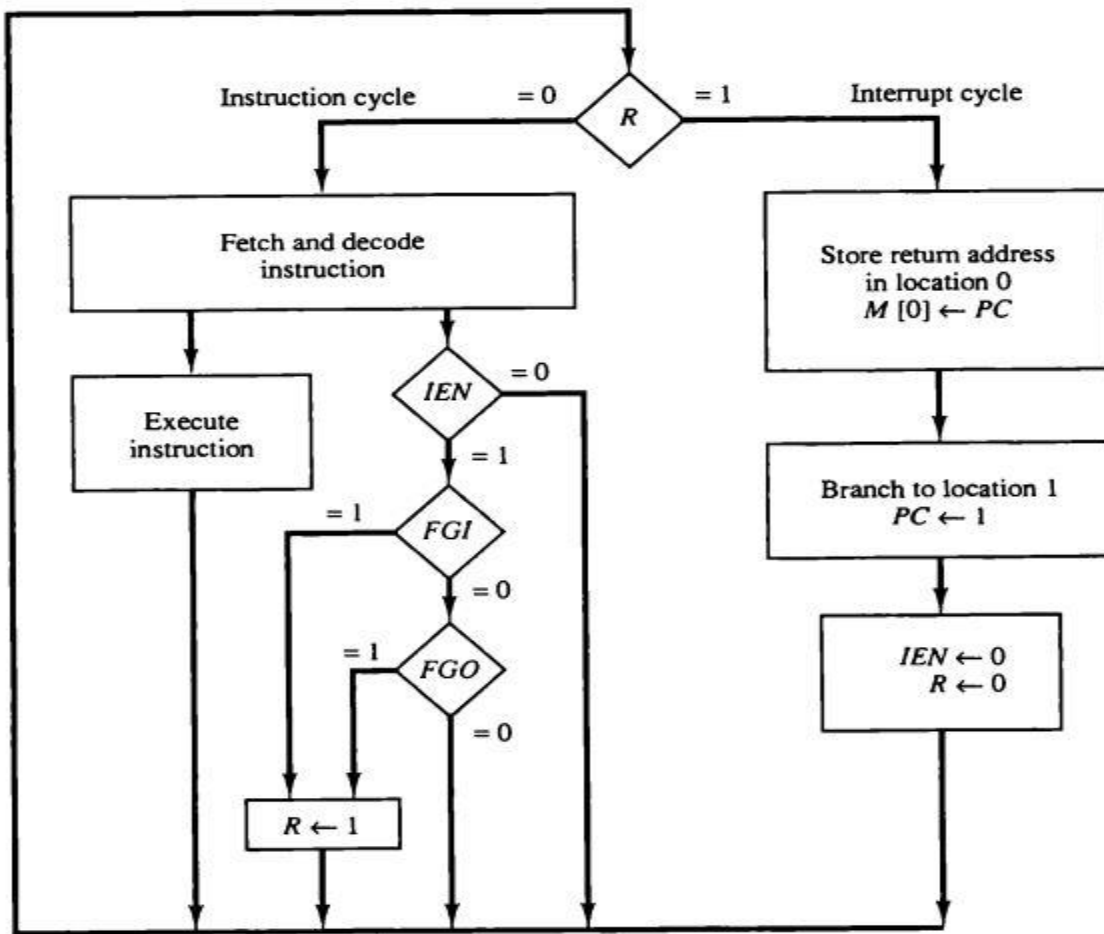 Instruction cycle
= 0
R
= 1
Interrupt cycle
Fetch and decode
instruction
Store return address
in location 0
M [0] ← PC
Execute
instruction
IEN
= 0
= 1
Branch to location 1
PC ← 1
= 1
FGI
= 0
= 1
FGO
= 0
IEN ← 0
R ← 0
R ← 1